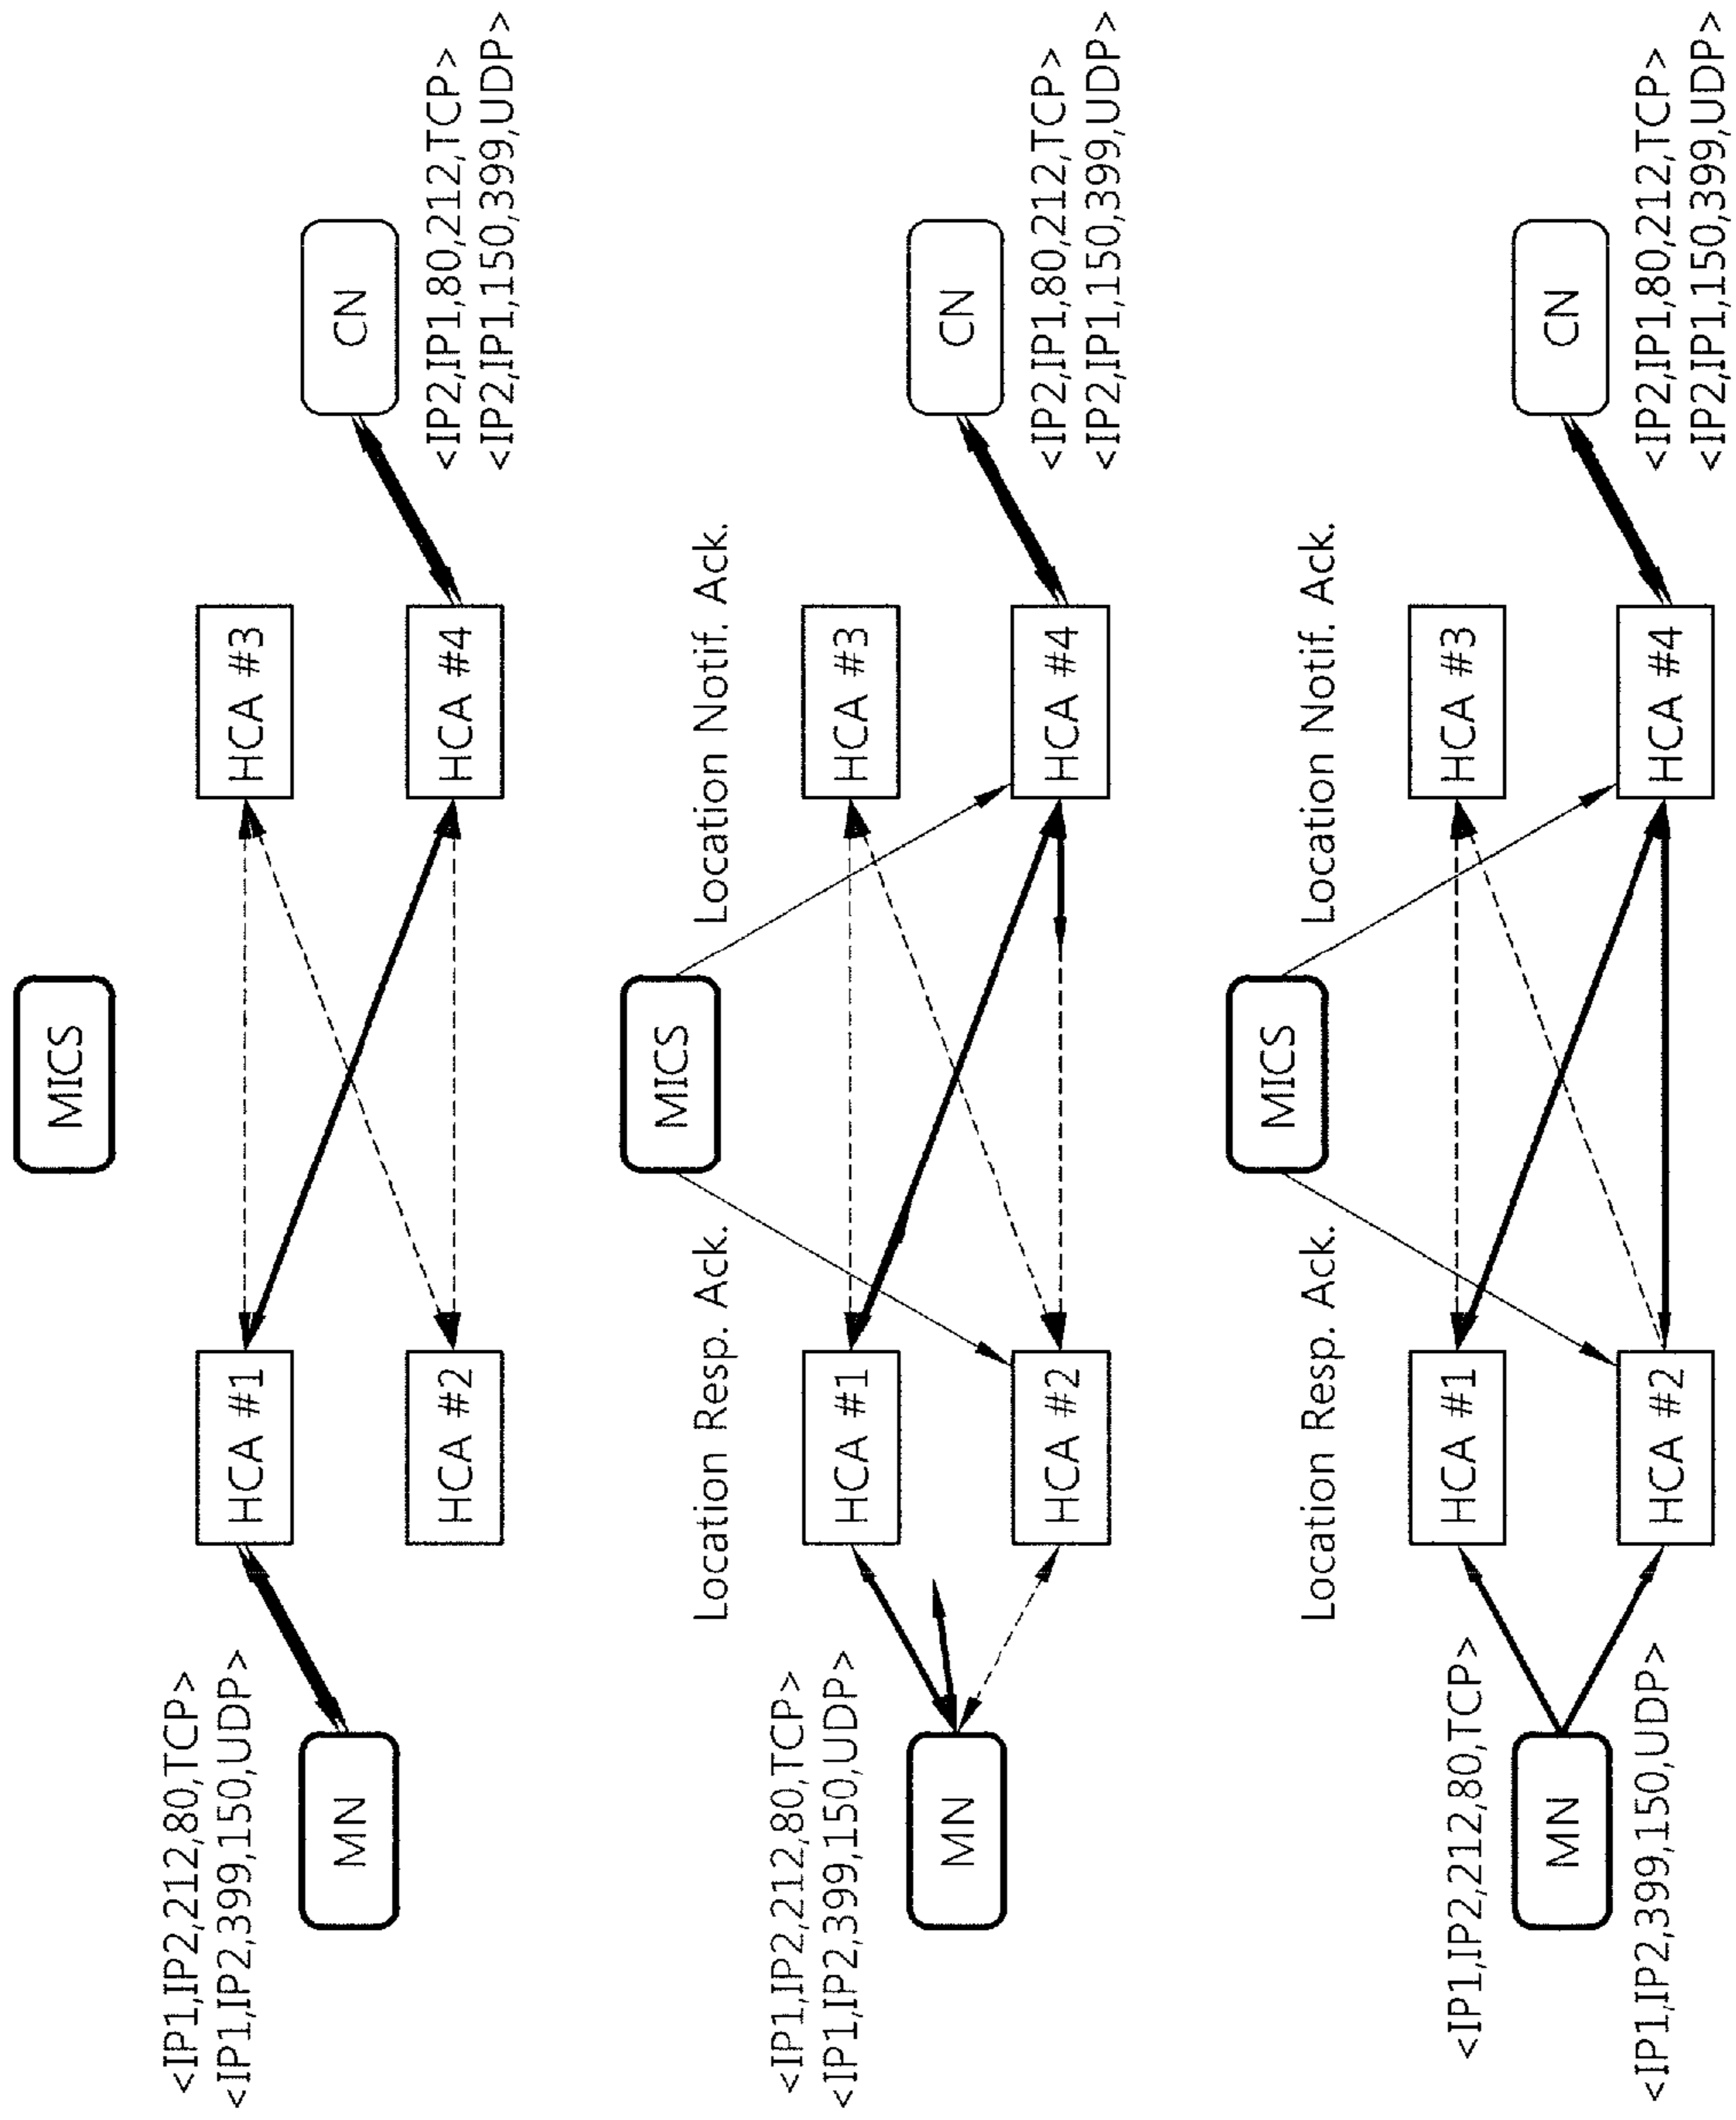 MICS
<IP1,IP2,212,80,TCP>
<IP1,IP2,399,150,UDP>
HCA #1
HCA #3
MN
CN
HCA #2
HCA #4
<IP2,IP1,80,212,TCP>
<IP2,IP1,150,399,UDP>
MICS
Location Resp. Ack.
Location Notif. Ack.
<IP1,IP2,212,80,TCP>
<IP1,IP2,399,150,UDP>
HCA #1
HCA #3
MN
CN
HCA #2
HCA #4
<IP2,IP1,80,212,TCP>
<IP2,IP1,150,399,UDP>
MICS
Location Resp. Ack.
Location Notif. Ack.
<IP1,IP2,212,80,TCP>
HCA #1
HCA #3
MN
CN
HCA #2
HCA #4
<IP1,IP2,399,150,UDP>
<IP2,IP1,80,212,TCP>
<IP2,IP1,150,399,UDP>